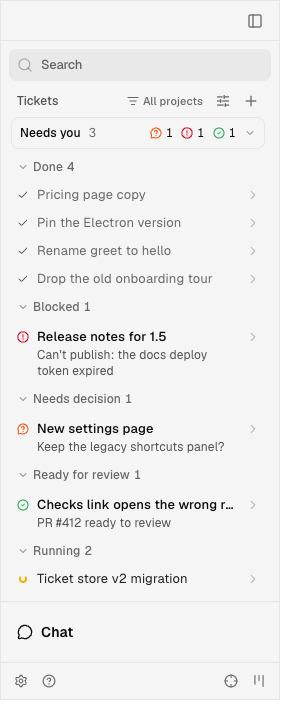 Search
Tickets
All projects
Needs you 3 1 1 1
Done 4
Pricing page copy
Pin the Electron version
Rename greet to hello
Drop the old onboarding tour
Blocked 1
Release notes for 1.5
Can't publish: the docs deploy
token expired
Needs decision 1
New settings page
Keep the legacy shortcuts panel?
Ready for review 1
Checks link opens the wrong r…
PR #412 ready to review
Running 2
Ticket store v2 migration
Chat